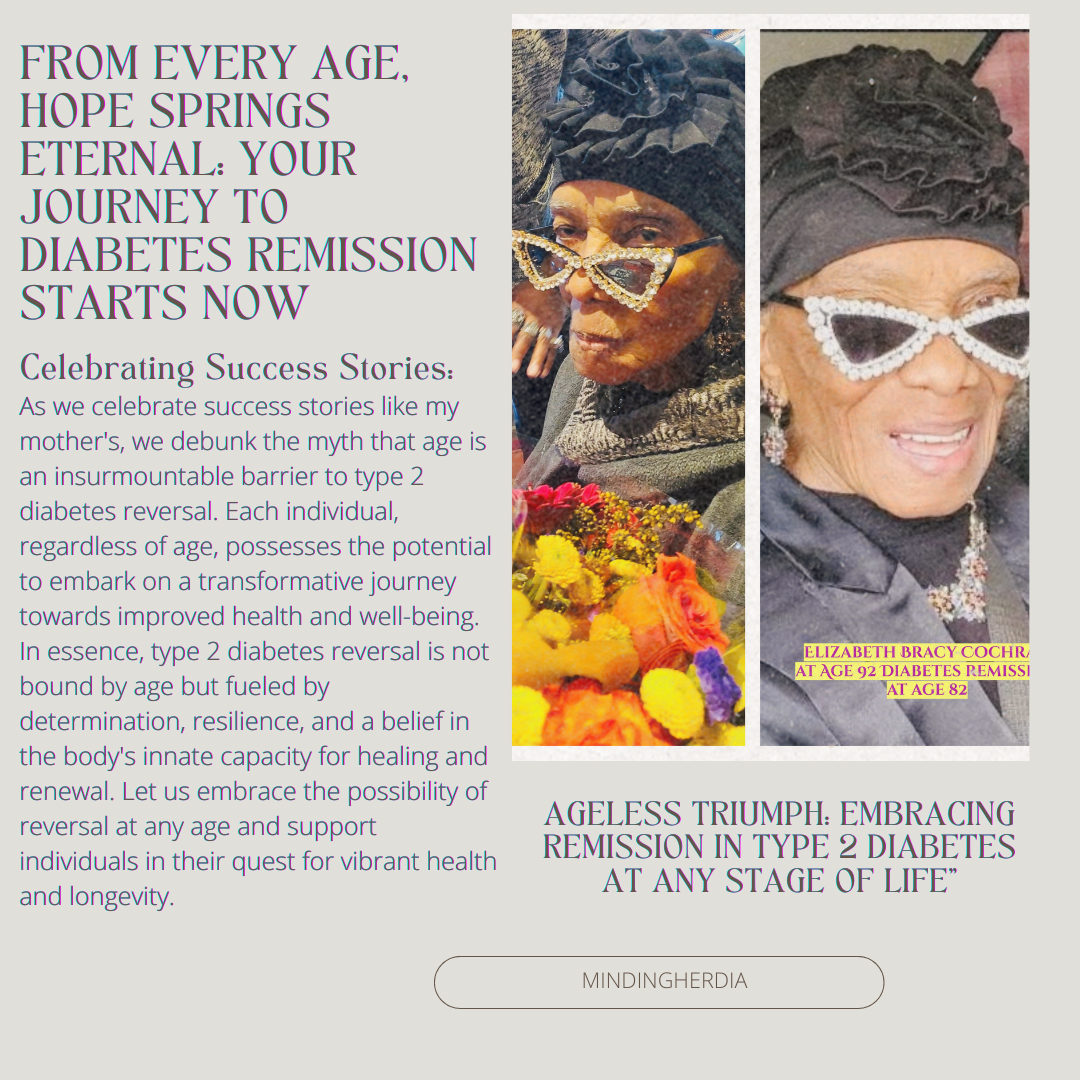 FROM EVERY AGE,
HOPE SPRINGS
ETERNAL: YOUR
JOURNEY TO
DIABETES REMISSION
STARTS NOW
Celebrating Success Stories:
As we celebrate success stories like my
mother's, we debunk the myth that age is
an insurmountable barrier to type 2
diabetes reversal. Each individual,
regardless of age, possesses the potential
to embark on a transformative journey
towards improved health and well-being.
In essence, type 2 diabetes reversal is not
bound by age but fueled by
determination, resilience, and a belief in
the body's innate capacity for healing and
renewal. Let us embrace the possibility of
reversal at any age and support
individuals in their quest for vibrant health
and longevity.
ELIZABETH BRACY COCHRA
AT AGE 92 DIABETES REMISSI
AT AGE 82
AGELESS TRIUMPH: EMBRACING
REMISSION IN TYPE 2 DIABETES
AT ANY STAGE OF LIFE”
MINDINGHERDIA